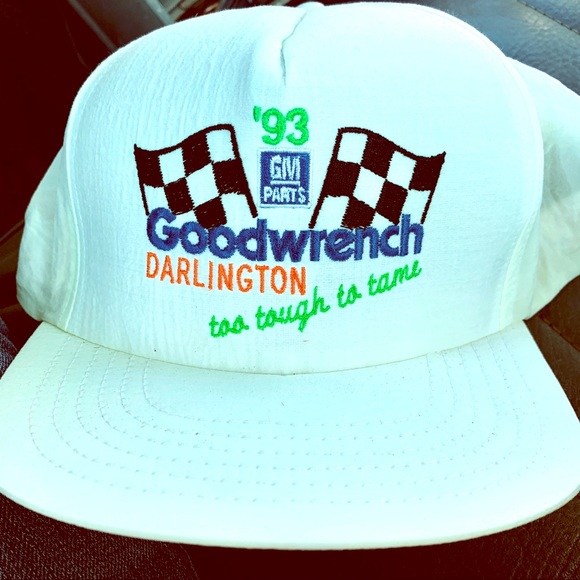 '93
GM
PARTS
Goodwrench
DARLINGTON
too tough to tame